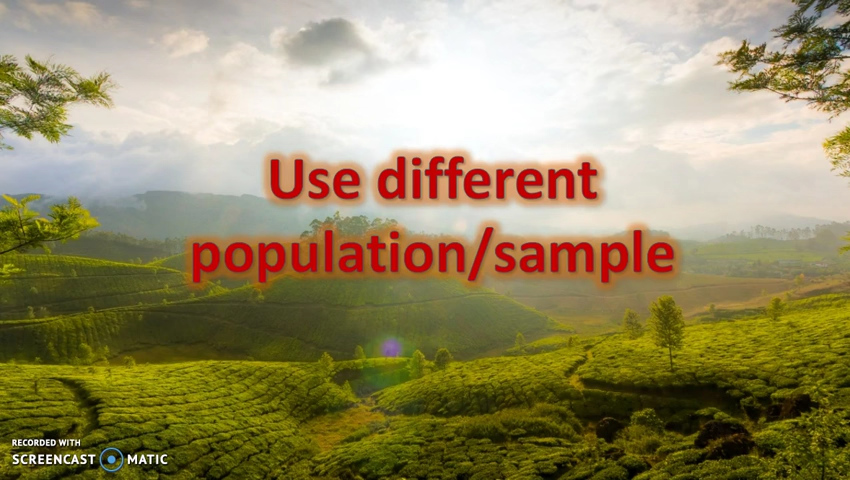 Use different
population/sample
RECORDED WITH
SCREENCAST MATIC